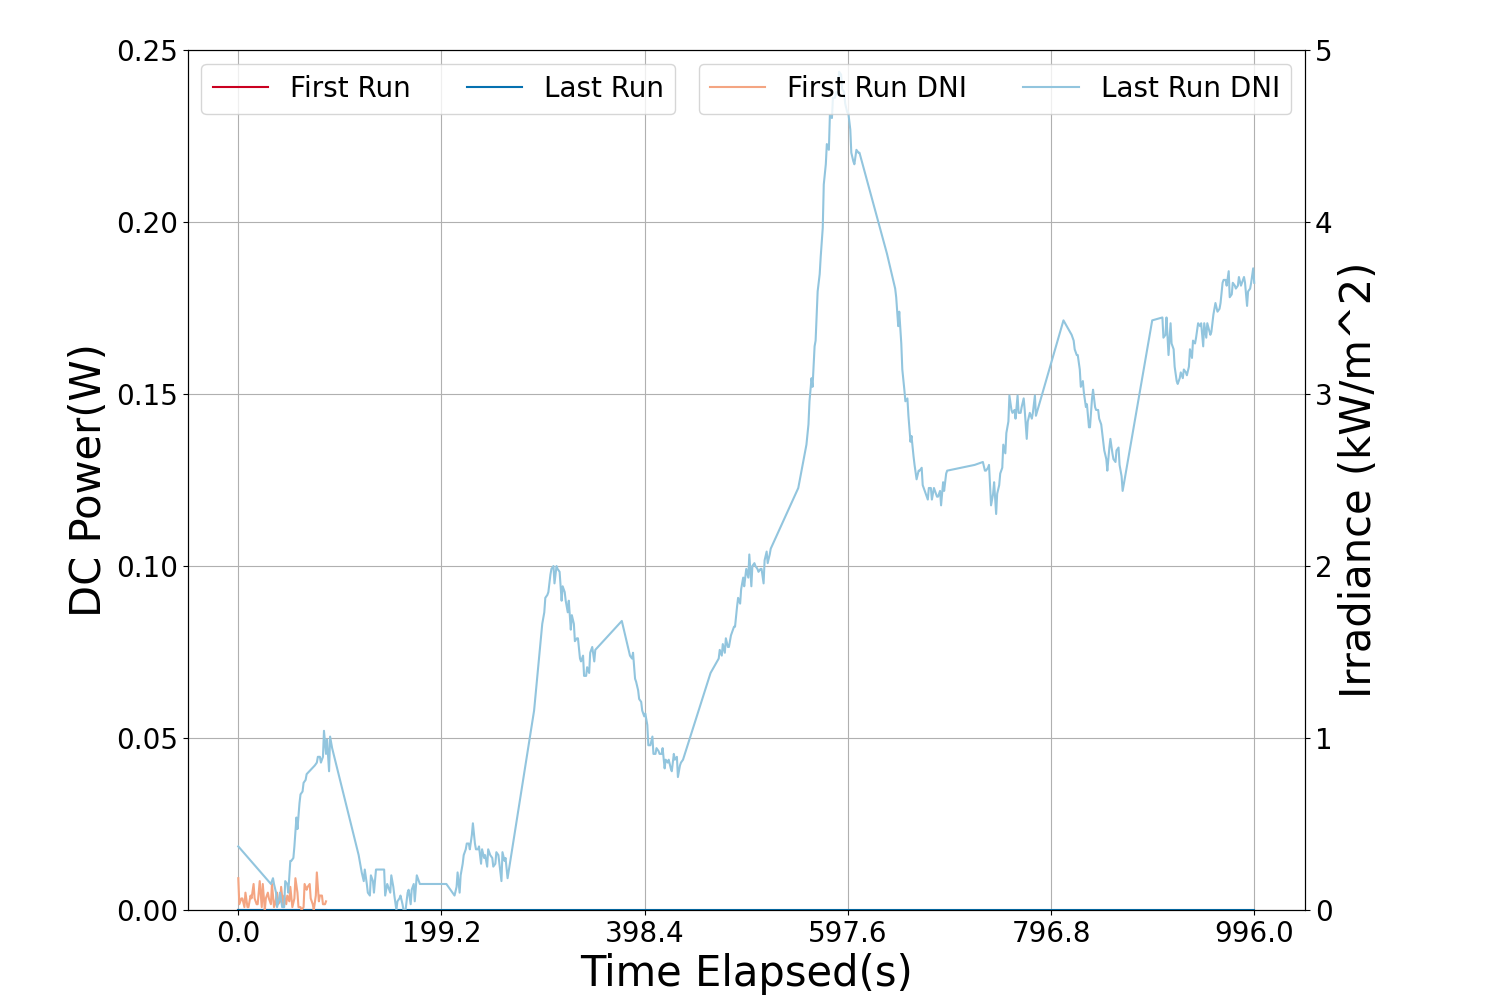 First Run
Last Run
First Run DNI
Last Run DNI
DC Power(W)
0.25
0.20
0.15
0.10
0.05
0.00
5
4
3
2
1
0
Irradiance (kW/m^2)
0.0
199.2
398.4
597.6
796.8
996.0
Time Elapsed(s)